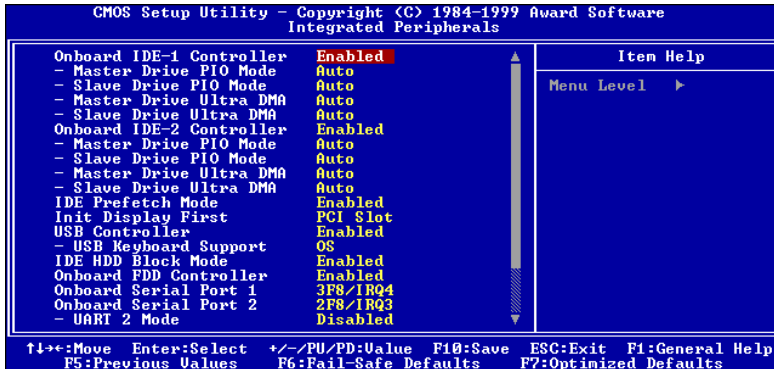 CMOS Setup Utility – Copyright (C) 1984–1999 Award Software
Integrated Peripherals
Onboard IDE-1 Controller Enabled
- Master Drive PIO Mode Auto
- Slave Drive PIO Mode Auto
- Master Drive Ultra DMA Auto
- Slave Drive Ultra DMA Auto
Onboard IDE-2 Controller Enabled
- Master Drive PIO Mode Auto
- Slave Drive PIO Mode Auto
- Master Drive Ultra DMA Auto
- Slave Drive Ultra DMA Auto
IDE Prefetch Mode Enabled
Init Display First PCI Slot
USB Controller Enabled
- USB Keyboard Support OS
IDE HDD Block Mode Enabled
Onboard FDD Controller Enabled
Onboard Serial Port 1 3F8/IRQ4
Onboard Serial Port 2 2F8/IRQ3
- UART 2 Mode Disabled
Item Help
Menu Level ►
↑↓→←:Move Enter:Select +/-/PU/PD:Value F10:Save ESC:Exit F1:General Help
F5:Previous Values F6:Fail-Safe Defaults F7:Optimized Defaults